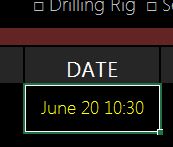 □ Drilling Rig □ S
DATE
June 20 10:30